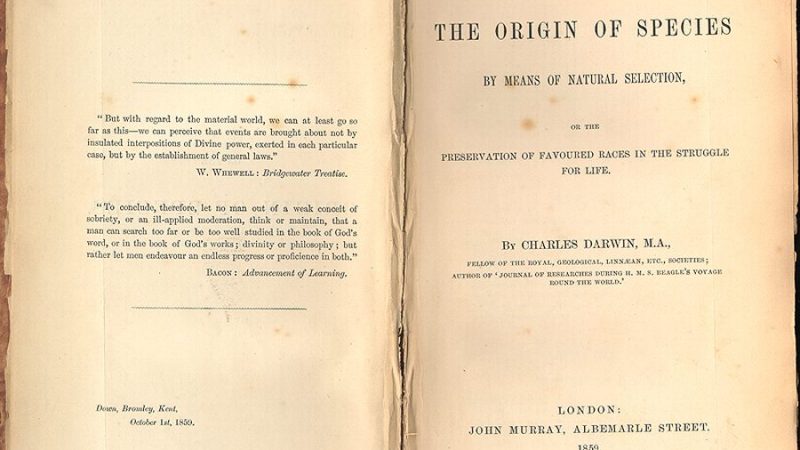 "But with regard to the material world, we can at least go so
far as this—we can perceive that events are brought about not by
insulated interpositions of Divine power, exerted in each particular
case, but by the establishment of general laws."
W. WHEWELL: Bridgewater Treatise.
"To conclude, therefore, let no man out of a weak conceit of
sobriety, or an ill-applied moderation, think or maintain, that a
man can search too far or be too well studied in the book of God's
word, or in the book of God's works; divinity or philosophy; but
rather let men endeavour an endless progress or proficience in both."
BACON: Advancement of Learning.
Down, Bromley, Kent,
October 1st, 1859.
THE ORIGIN OF SPECIES
BY MEANS OF NATURAL SELECTION,
OR THE
PRESERVATION OF FAVOURED RACES IN THE STRUGGLE
FOR LIFE.
BY CHARLES DARWIN, M.A.,
FELLOW OF THE ROYAL, GEOLOGICAL, LINNÆAN, ETC., SOCIETIES;
AUTHOR OF 'JOURNAL OF RESEARCHES DURING H. M. S. BEAGLE'S VOYAGE
ROUND THE WORLD.'
LONDON:
JOHN MURRAY, ALBEMARLE STREET.
1859